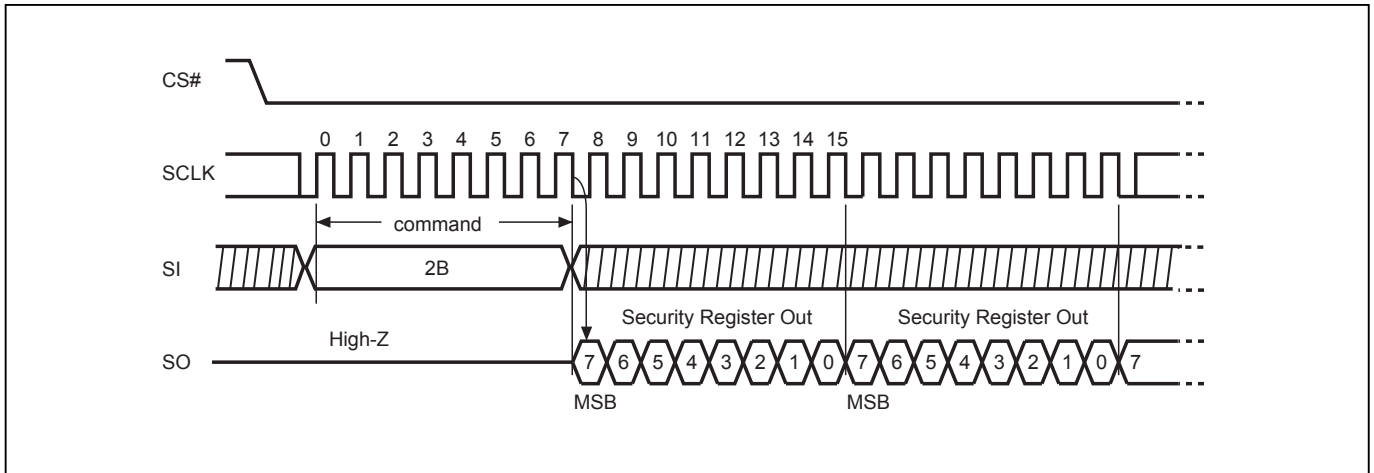 CS#
0 1 2 3 4 5 6 7 8 9 10 11 12 13 14 15
SCLK
command
SI
2B
Security Register Out Security Register Out
High-Z
SO
7 6 5 4 3 2 1 0 7 6 5 4 3 2 1 0 7
MSB MSB